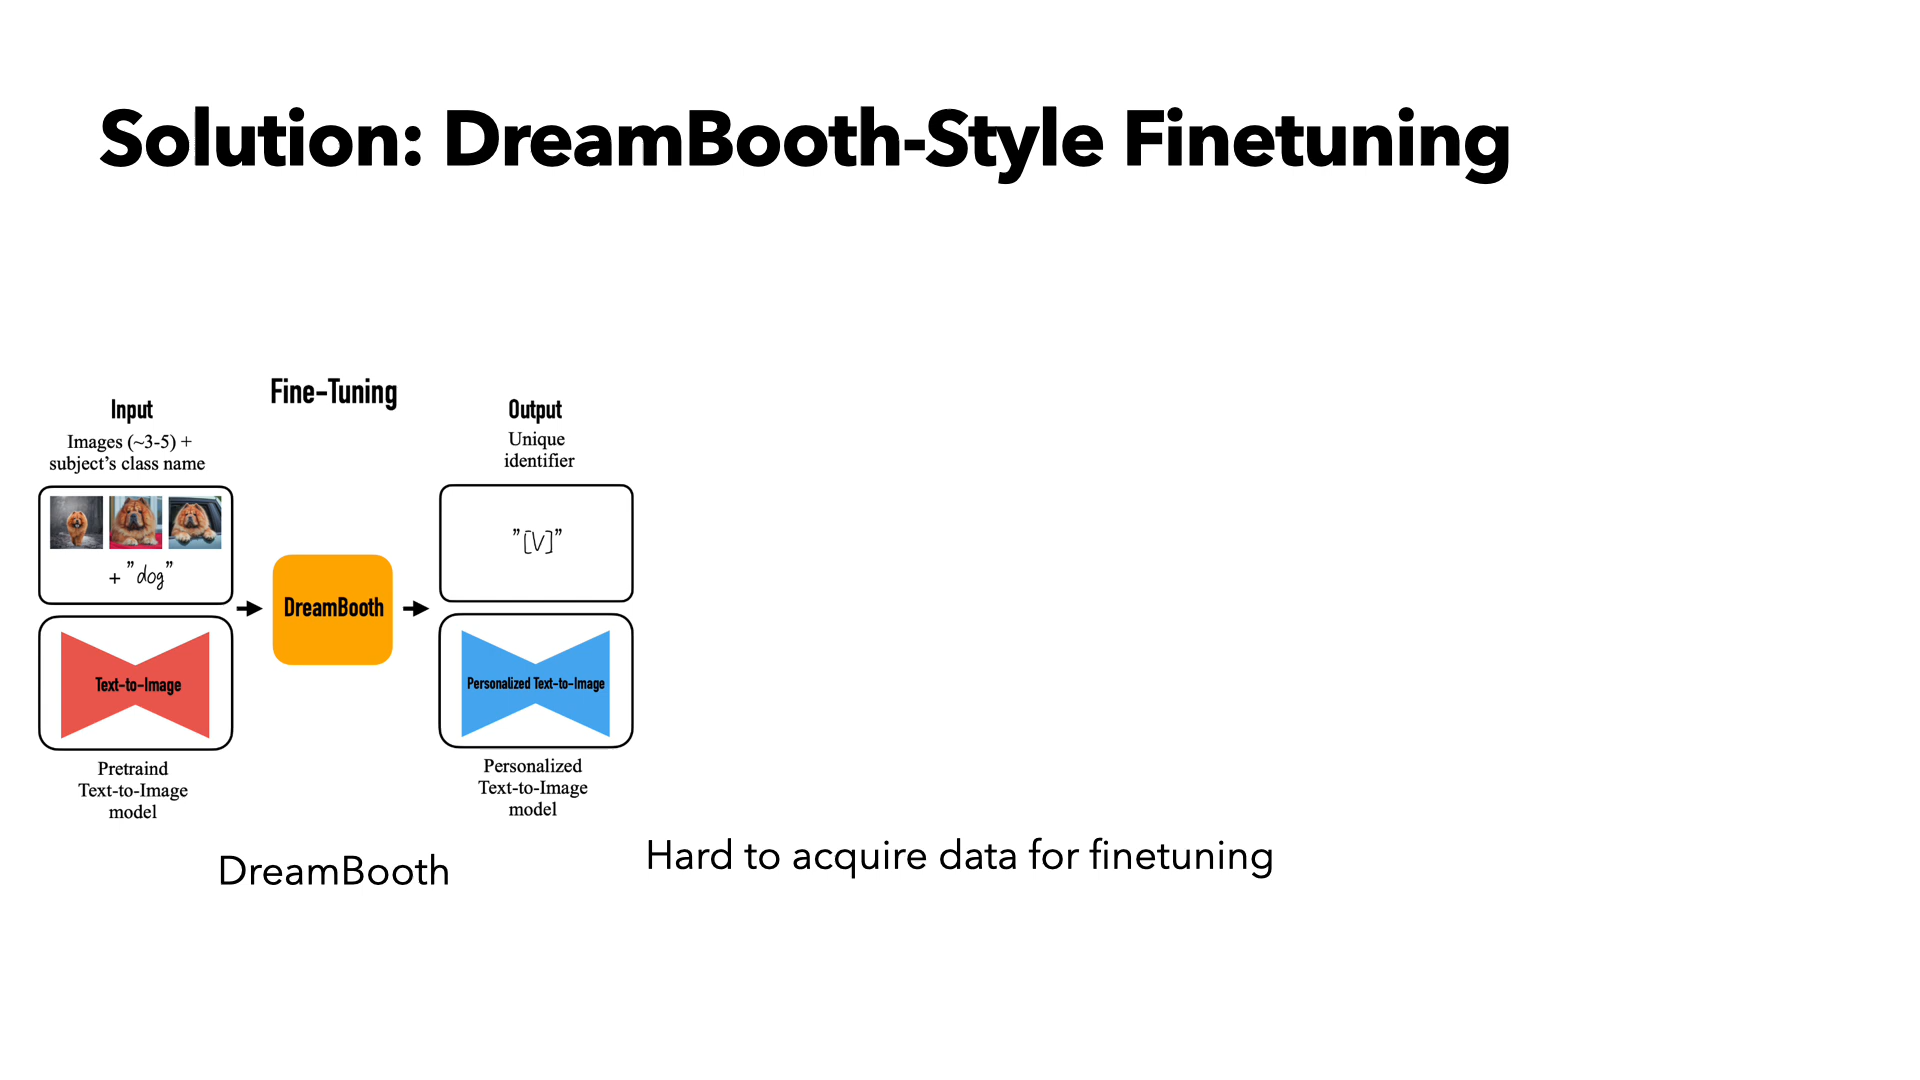 Solution: DreamBooth-Style Finetuning
Fine-Tuning
Input
Images (~3-5) +
subject's class name
+ "dog"
Text-to-Image
Pretraind
Text-to-Image
model
DreamBooth
Output
Unique
identifier
"[V]"
Personalized Text-to-Image
Personalized
Text-to-Image
model
DreamBooth
Hard to acquire data for finetuning